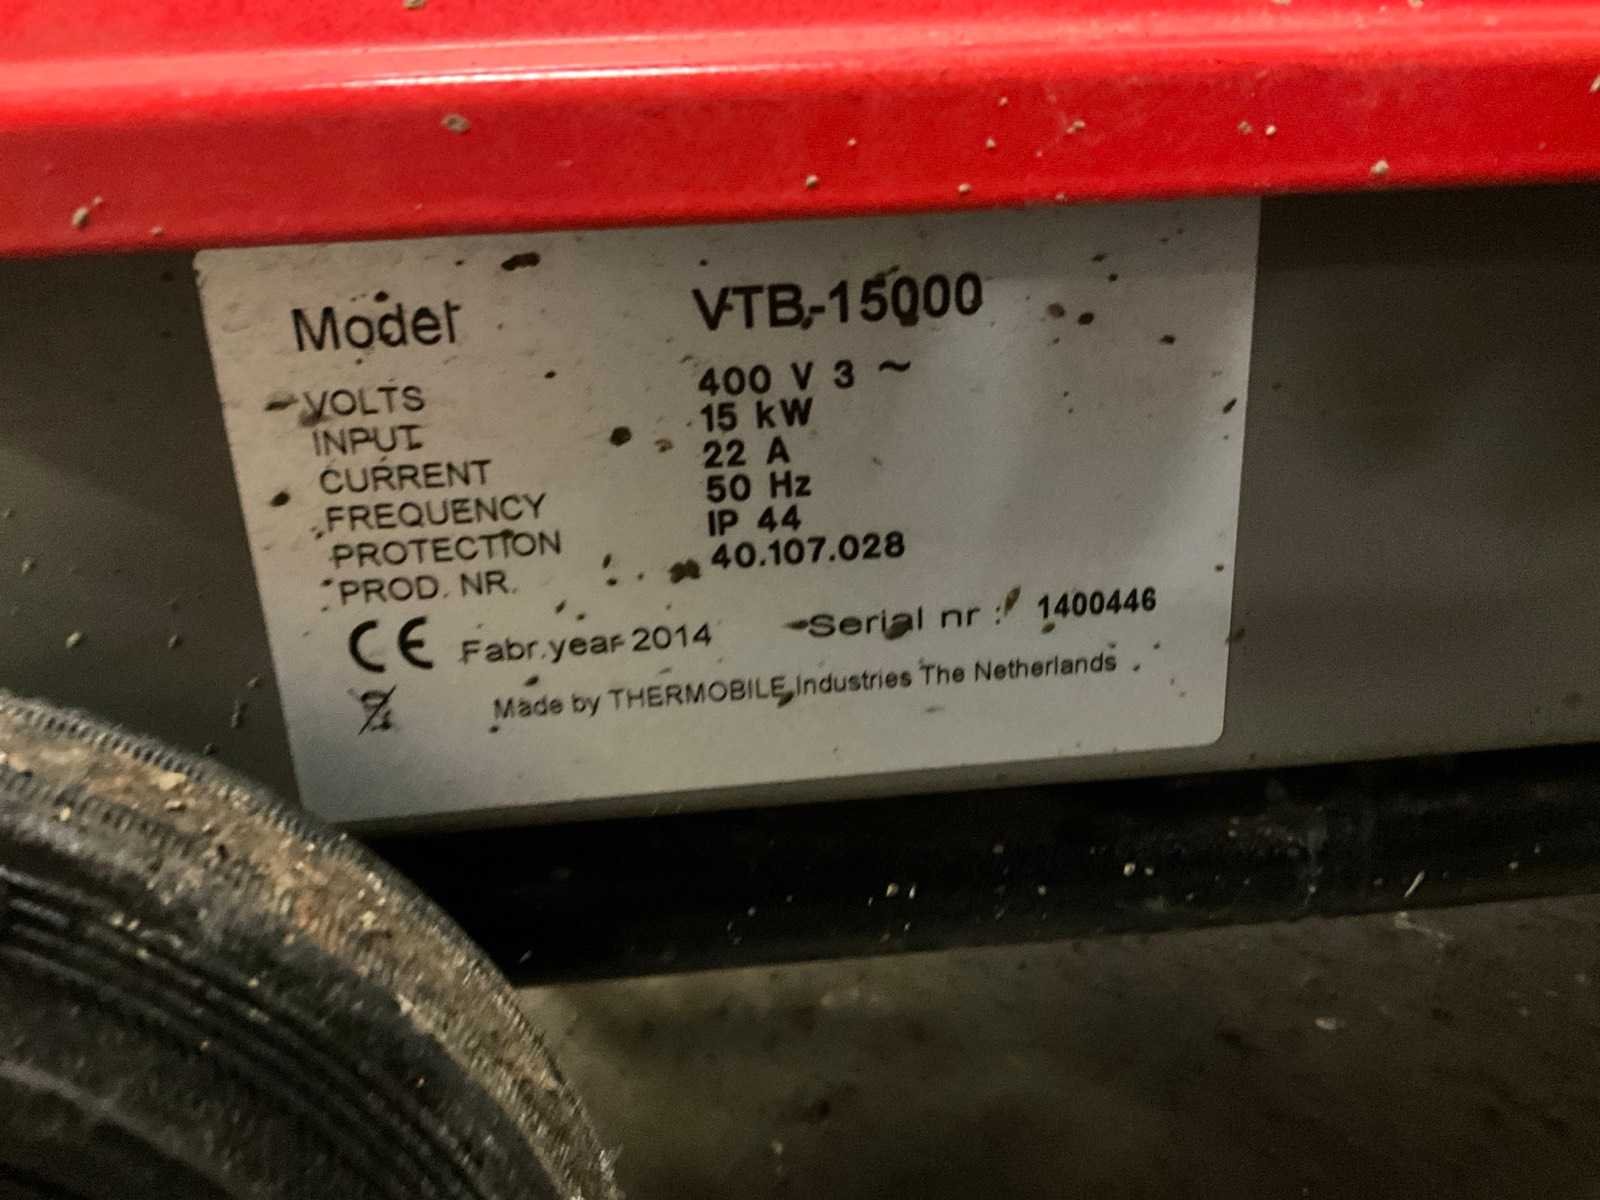 Model VTB-15000
VOLTS 400 V 3 ~
INPUT 15 kW
CURRENT 22 A
FREQUENCY 50 Hz
PROTECTION IP 44
PROD. NR. 40.107.028
CE Fabr.year 2014 Serial nr : 1400446
Made by THERMOBILE Industries The Netherlands